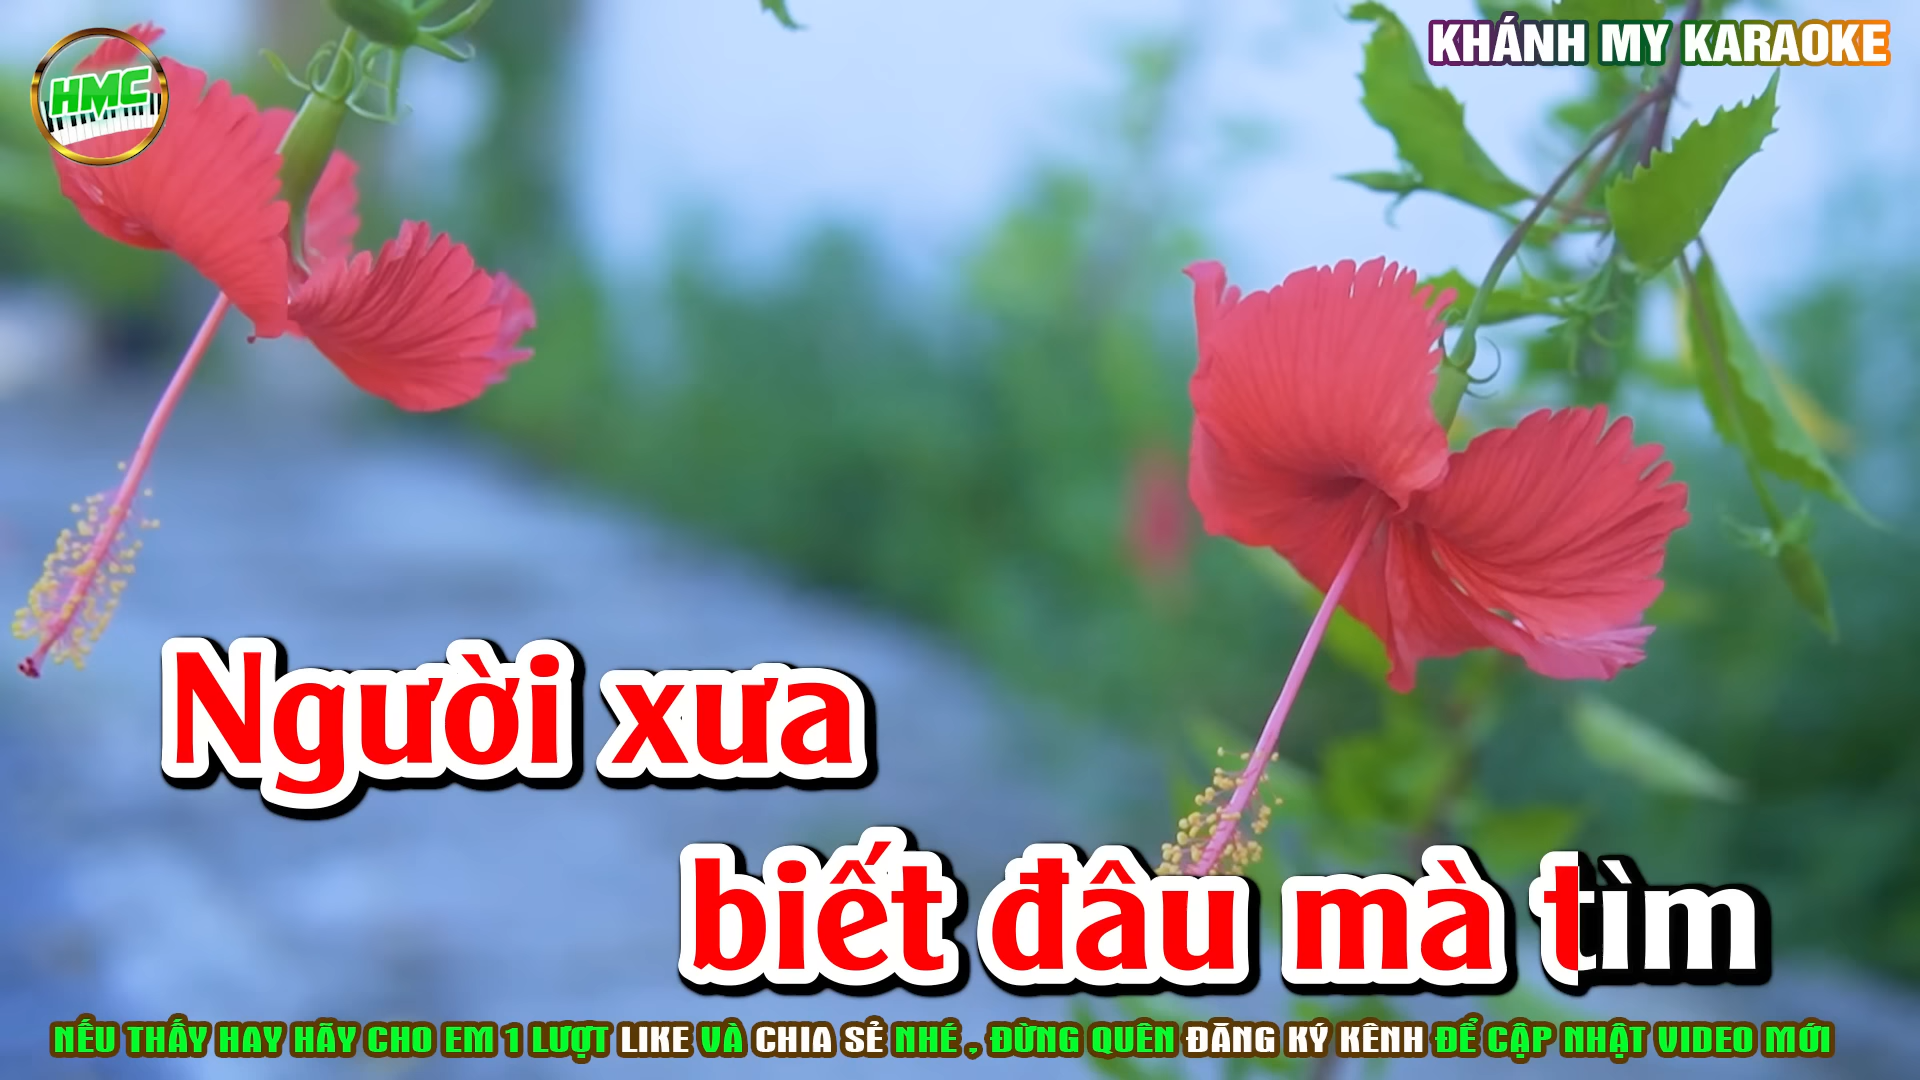 HMC
KHÁNH MY KARAOKE
Người xưa
biết đâu mà tìm
NẾU THẤY HAY HÃY CHO EM 1 LƯỢT LIKE VÀ CHIA SẺ NHÉ , ĐỪNG QUÊN ĐĂNG KÝ KÊNH ĐỂ CẬP NHẬT VIDEO MỚI